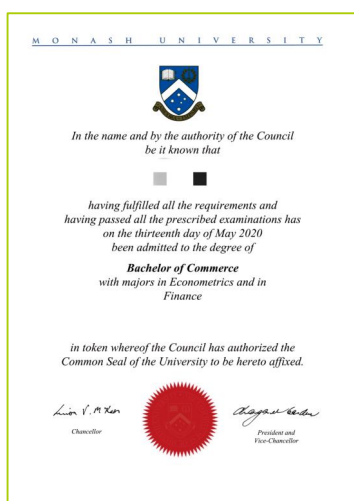 MONASH UNIVERSITY
In the name and by the authority of the Council
be it known that
having fulfilled all the requirements and
having passed all the prescribed examinations has
on the thirteenth day of May 2020
been admitted to the degree of
Bachelor of Commerce
with majors in Econometrics and in
Finance
in token whereof the Council has authorized the
Common Seal of the University to be hereto affixed.
Chancellor
President and
Vice-Chancellor